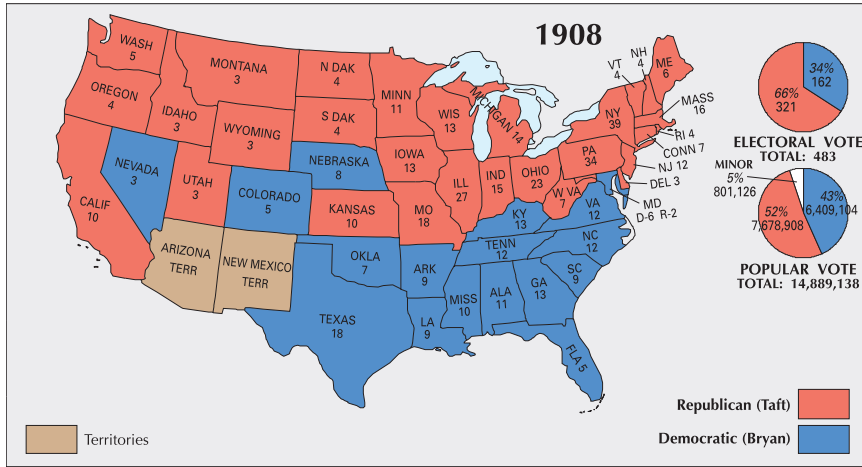 1908
WASH
5
OREGON
4
CALIF
10
NEVADA
3
IDAHO
3
MONTANA
3
WYOMING
3
UTAH
3
COLORADO
5
ARIZONA
TERR
NEW MEXICO
TERR
N DAK
4
S DAK
4
NEBRASKA
8
KANSAS
10
OKLA
7
TEXAS
18
MINN
11
IOWA
13
MO
18
ARK
9
LA
9
WIS
13
ILL
27
MICHIGAN 14
IND
15
OHIO
23
KY
13
TENN
12
MISS
10
ALA
11
GA
13
FLA 5
SC
9
NC
12
VA
12
W VA
7
PA
34
NY
39
VT
4
NH
4
ME
6
MASS
16
RI 4
CONN 7
NJ 12
DEL 3
MD
D-6 R-2
34%
162
66%
321
ELECTORAL VOTE
TOTAL: 483
MINOR
5%
801,126
43%
6,409,104
52%
7,678,908
POPULAR VOTE
TOTAL: 14,889,138
Republican (Taft)
Democratic (Bryan)
Territories